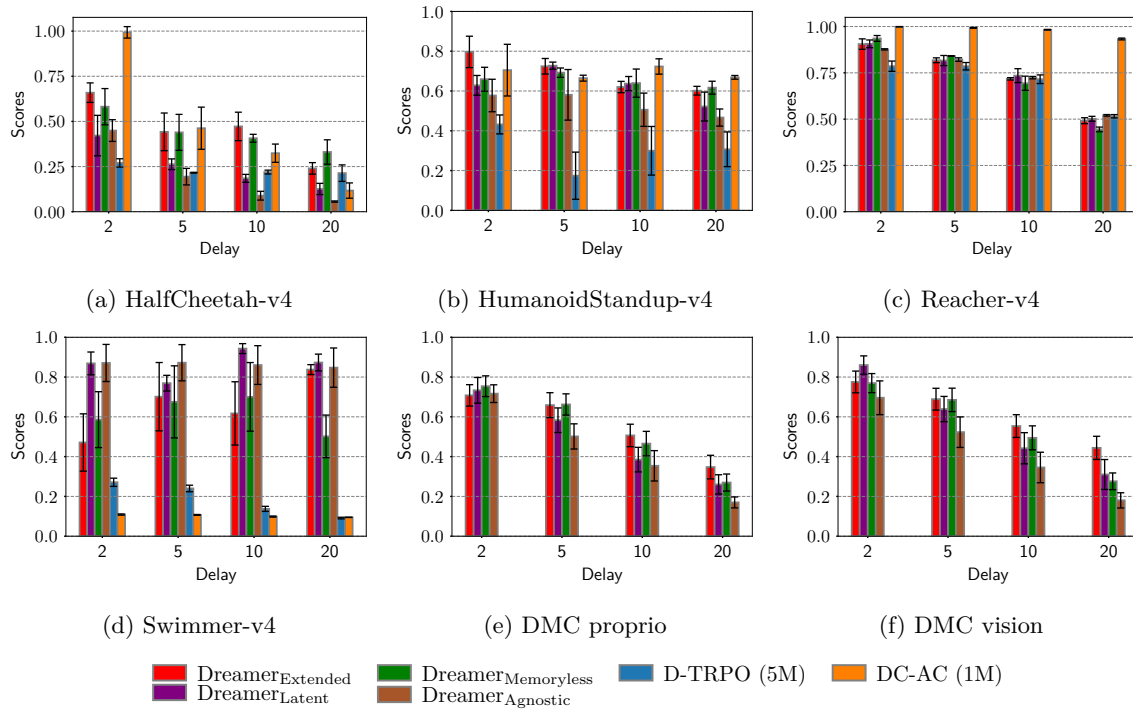 1.00
0.75
0.50
0.25
0.00
Scores
2 5 10 20
Delay
(a) HalfCheetah-v4
1.0
0.8
0.6
0.4
0.2
0.0
Scores
2 5 10 20
Delay
(b) HumanoidStandup-v4
1.00
0.75
0.50
0.25
0.00
Scores
2 5 10 20
Delay
(c) Reacher-v4
1.0
0.8
0.6
0.4
0.2
0.0
Scores
2 5 10 20
Delay
(d) Swimmer-v4
1.0
0.8
0.6
0.4
0.2
0.0
Scores
2 5 10 20
Delay
(e) DMC proprio
1.0
0.8
0.6
0.4
0.2
0.0
Scores
2 5 10 20
Delay
(f) DMC vision
DreamerExtended DreamerMemoryless D-TRPO (5M) DC-AC (1M)
DreamerLatent DreamerAgnostic